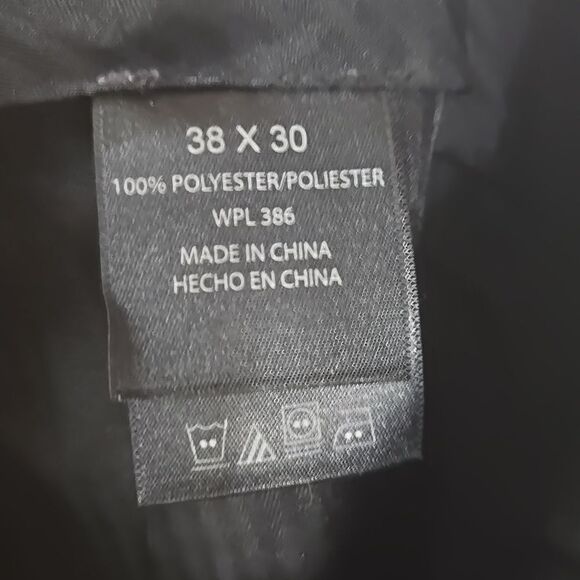 38 X 30
100% POLYESTER/POLIESTER
WPL 386
MADE IN CHINA
HECHO EN CHINA